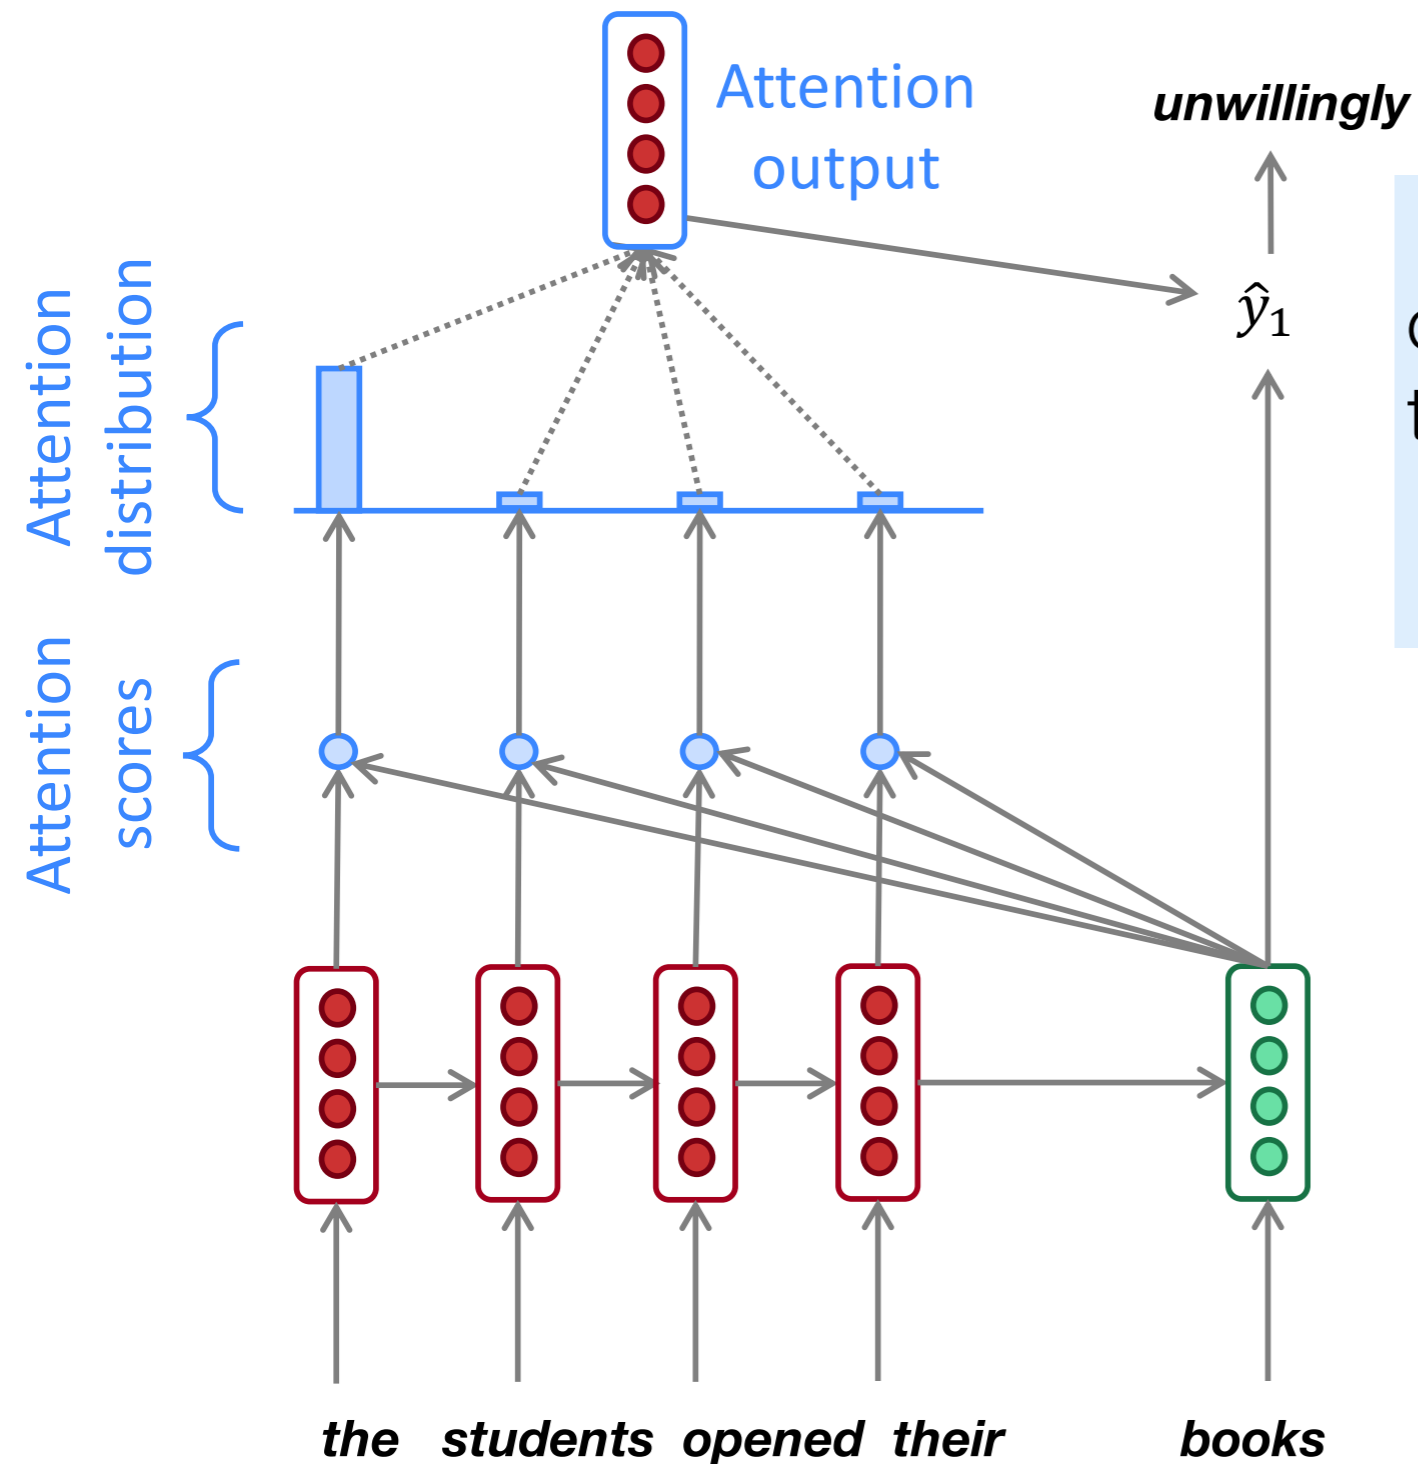 Attention
output
unwillingly
Attention
distribution
ŷ₁
Attention
scores
the students opened their books